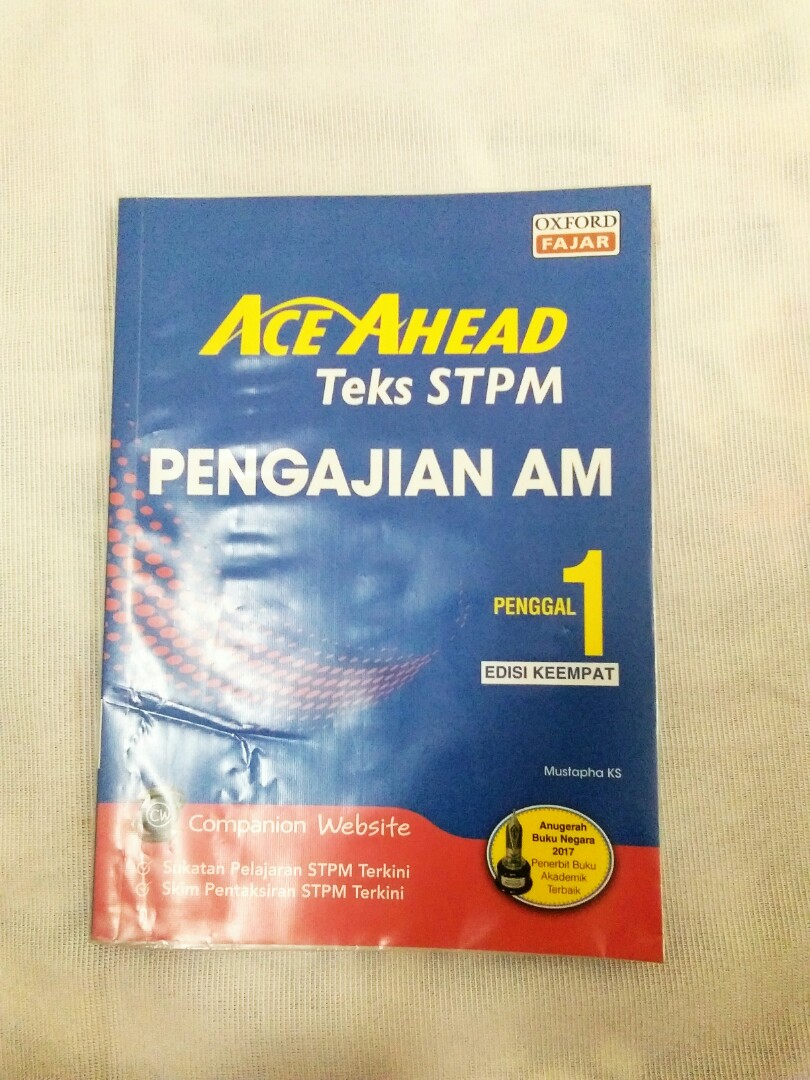 OXFORD
FAJAR
ACE AHEAD
Teks STPM
PENGAJIAN AM
PENGGAL 1
EDISI KEEMPAT
Mustapha KS
CW Companion Website
Sukatan Pelajaran STPM Terkini
Skim Pentaksiran STPM Terkini
Anugerah
Buku Negara
2017
Penerbit Buku
Akademik
Terbaik